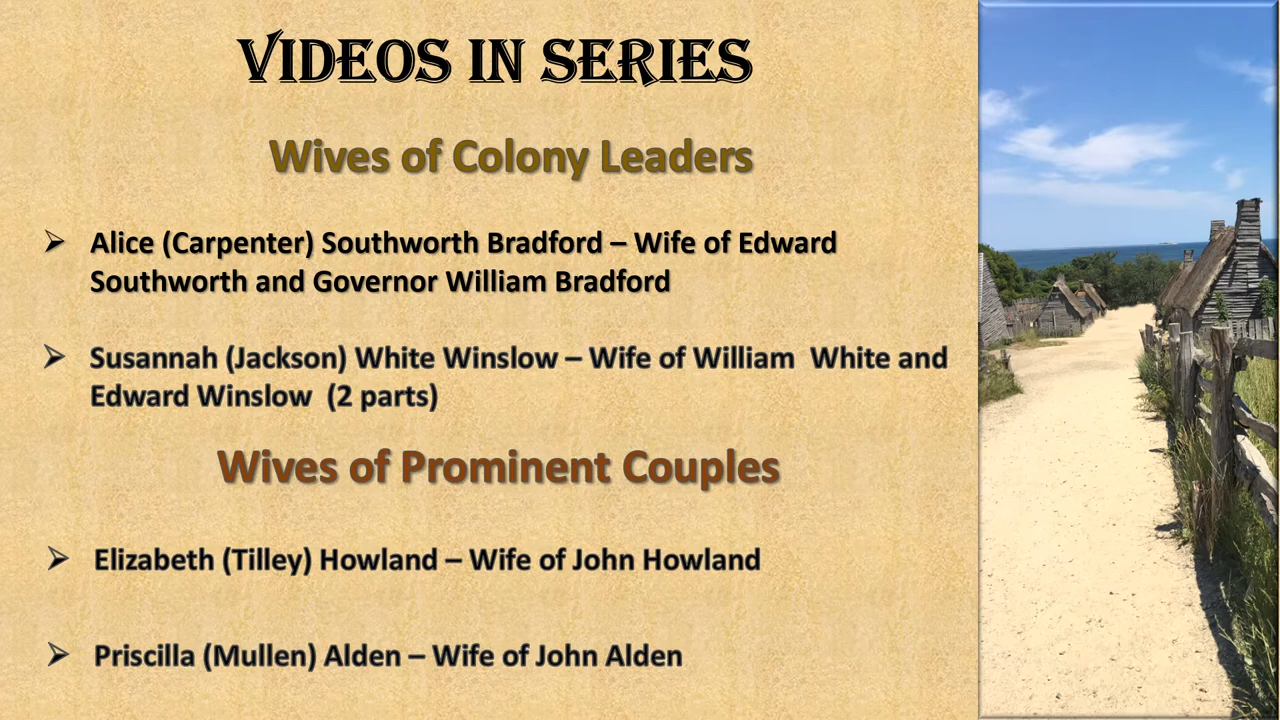 VIDEOS IN SERIES
Wives of Colony Leaders
➢ Alice (Carpenter) Southworth Bradford – Wife of Edward
Southworth and Governor William Bradford
➢ Susannah (Jackson) White Winslow – Wife of William  White and
Edward Winslow  (2 parts)
Wives of Prominent Couples
➢ Elizabeth (Tilley) Howland – Wife of John Howland
➢ Priscilla (Mullen) Alden – Wife of John Alden